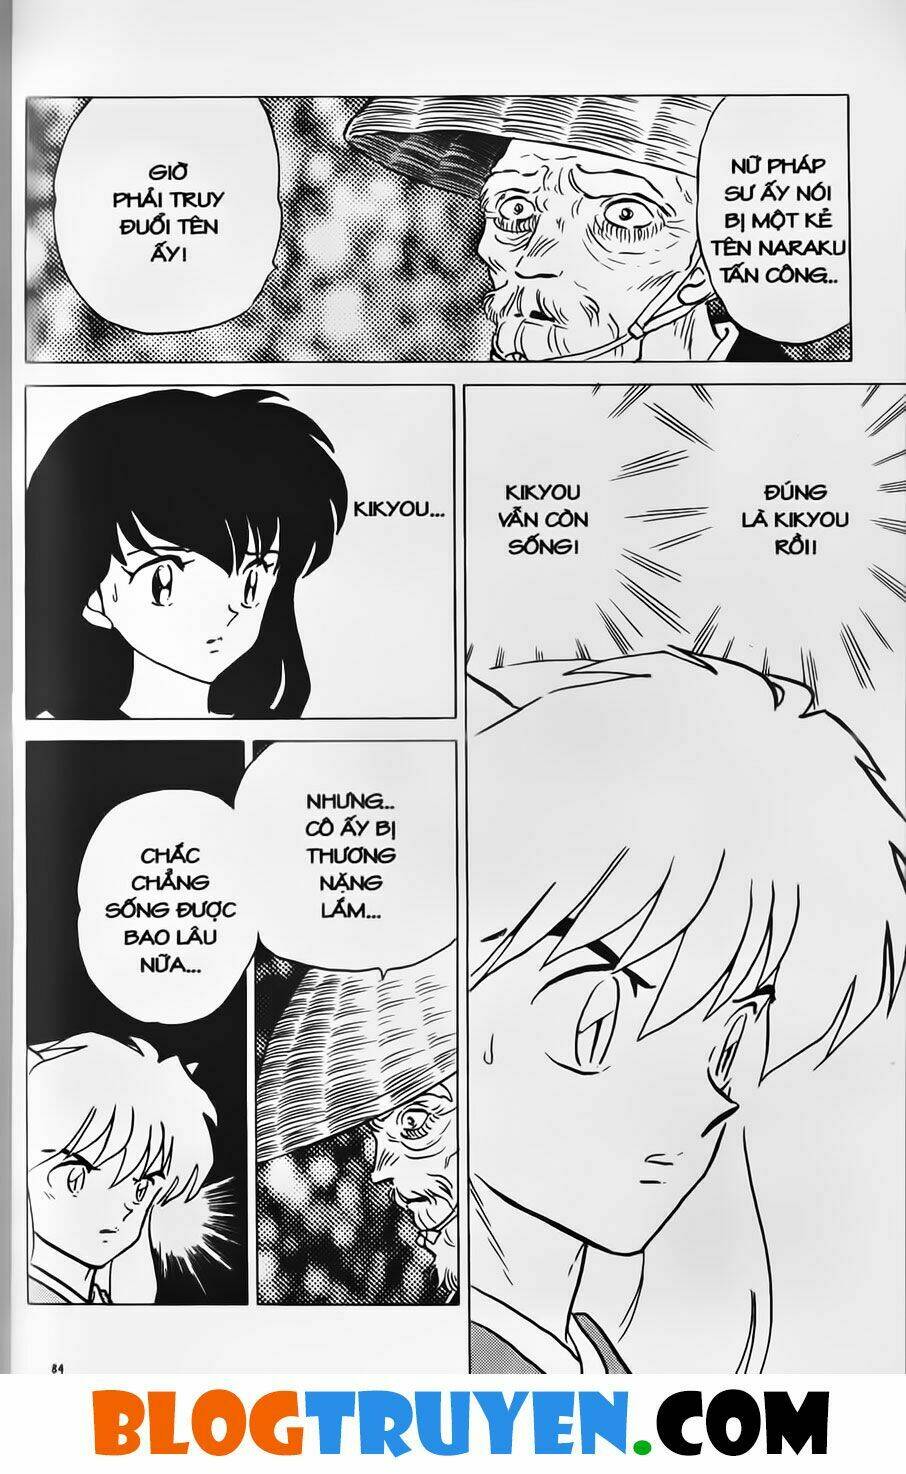 NỮ PHÁP
SƯ ẤY NÓI
BỊ MỘT KẺ
TÊN NARAKU
TẤN CÔNG...
GIỜ
PHẢI TRUY
ĐUỔI TÊN
ẤY!
ĐÚNG
LÀ KIKYOU
RỒI!
KIKYOU
VẪN CÒN
SỐNG!
KIKYOU...
NHƯNG...
CÔ ẤY BỊ
THƯƠNG
NẶNG
LẮM...
CHẮC
CHẲNG
SỐNG ĐƯỢC
BAO LÂU
NỮA...
84
BLOGTRUYEN.COM